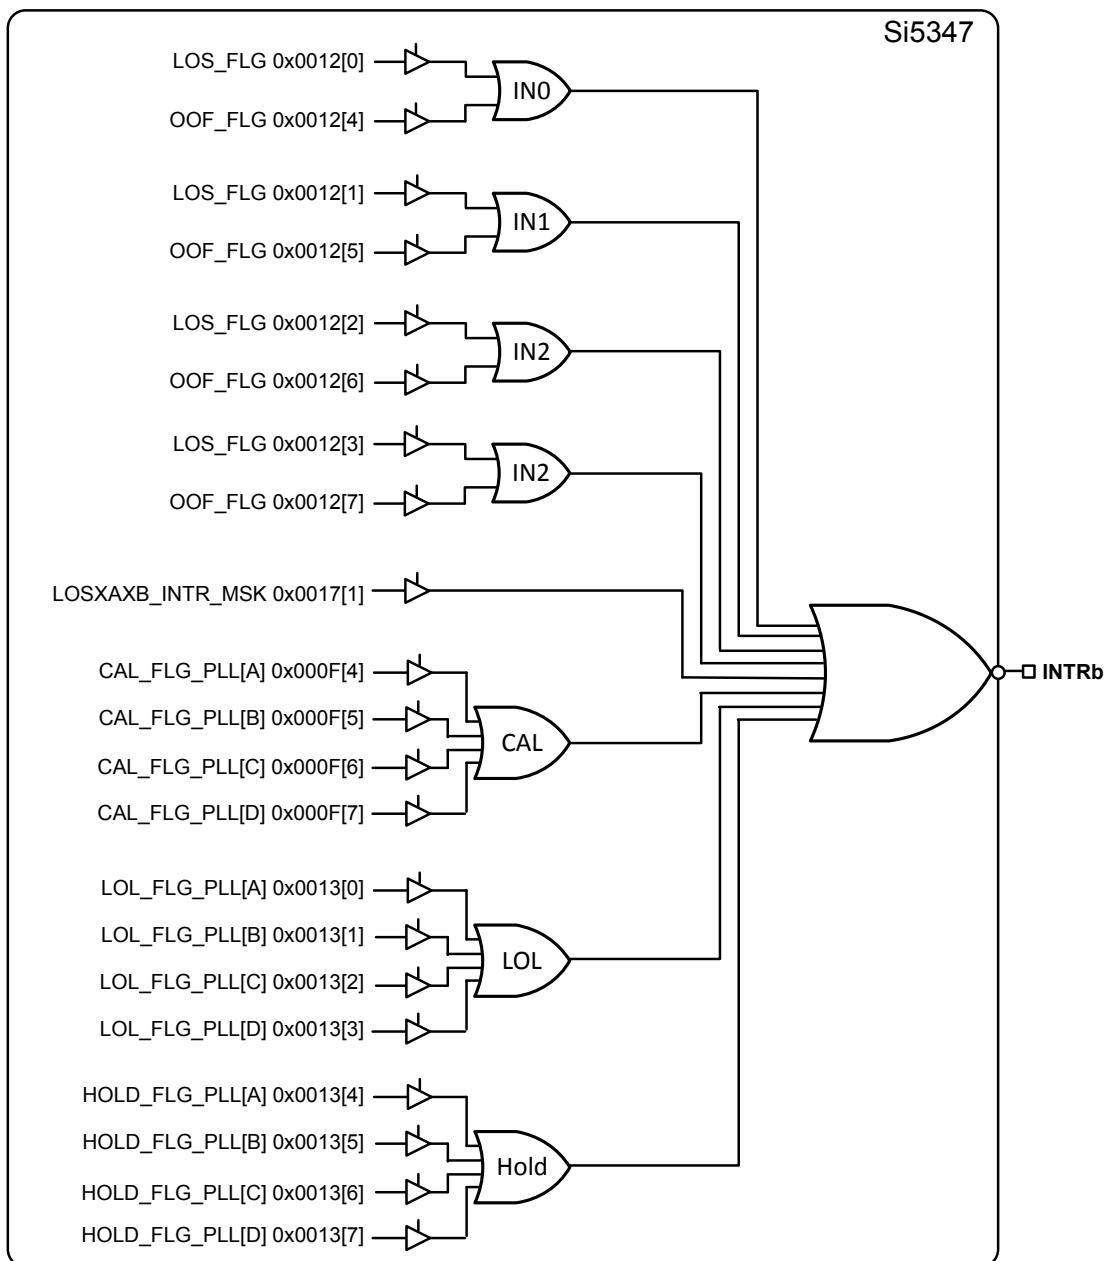 Si5347
LOS_FLG 0x0012[0]
IN0
OOF_FLG 0x0012[4]
LOS_FLG 0x0012[1]
IN1
OOF_FLG 0x0012[5]
LOS_FLG 0x0012[2]
IN2
OOF_FLG 0x0012[6]
LOS_FLG 0x0012[3]
IN2
OOF_FLG 0x0012[7]
LOSXAXB_INTR_MSK 0x0017[1]
INTRb
CAL_FLG_PLL[A] 0x000F[4]
CAL_FLG_PLL[B] 0x000F[5]
CAL
CAL_FLG_PLL[C] 0x000F[6]
CAL_FLG_PLL[D] 0x000F[7]
LOL_FLG_PLL[A] 0x0013[0]
LOL_FLG_PLL[B] 0x0013[1]
LOL
LOL_FLG_PLL[C] 0x0013[2]
LOL_FLG_PLL[D] 0x0013[3]
HOLD_FLG_PLL[A] 0x0013[4]
HOLD_FLG_PLL[B] 0x0013[5]
Hold
HOLD_FLG_PLL[C] 0x0013[6]
HOLD_FLG_PLL[D] 0x0013[7]